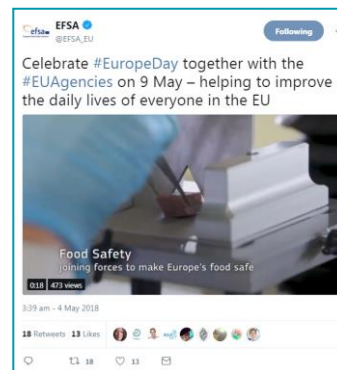 efsa
EFSA
@EFSA_EU
Following
Celebrate #EuropeDay together with the
#EUAgencies on 9 May – helping to improve
the daily lives of everyone in the EU
Food Safety
joining forces to make Europe's food safe
0:18 473 views
3:39 am - 4 May 2018
18 Retweets 13 Likes
18 13